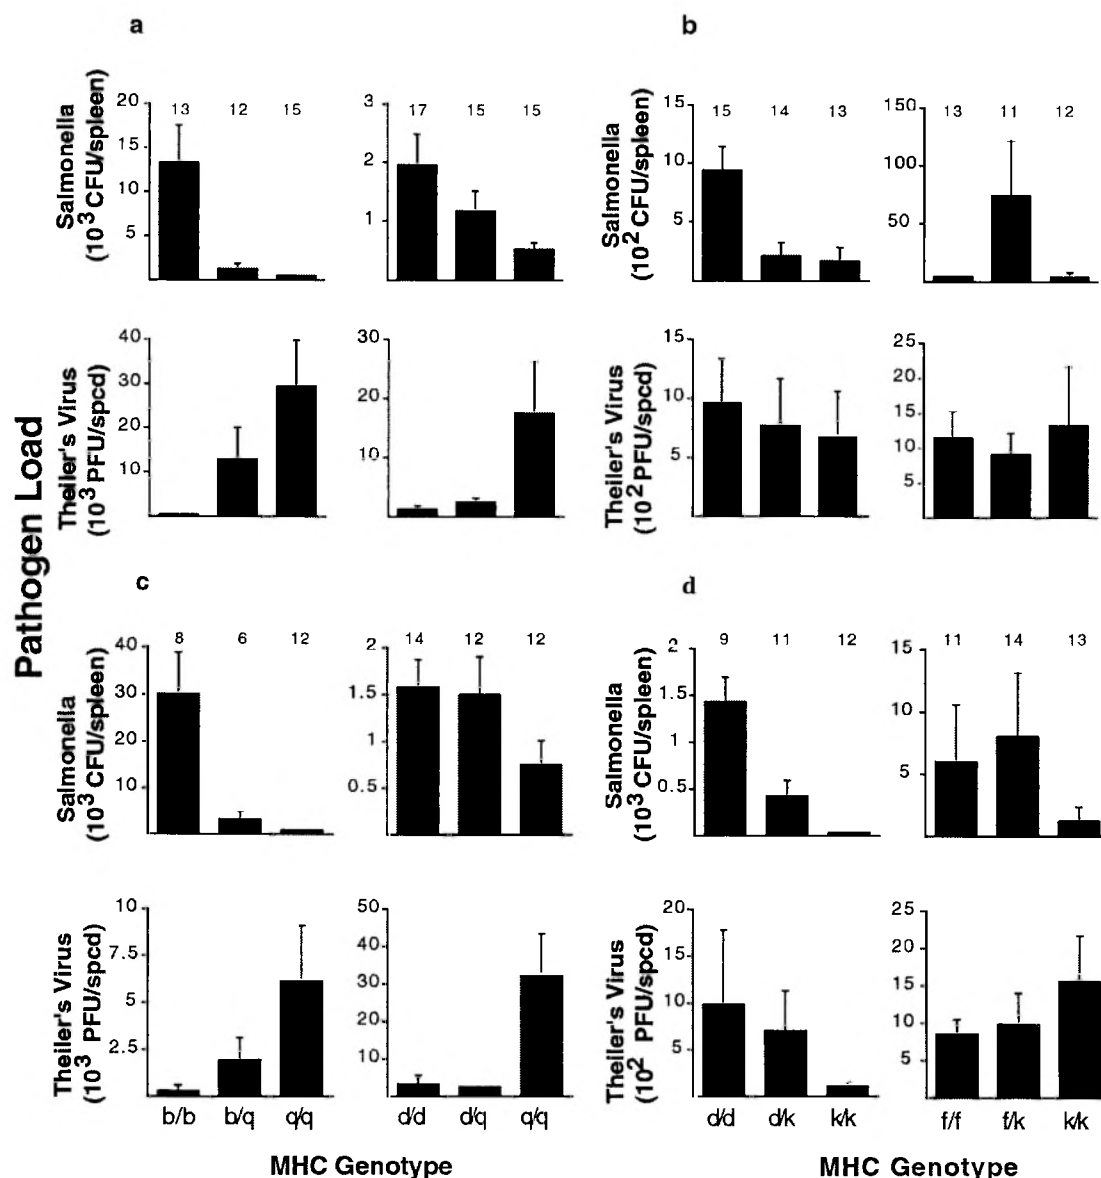 a
b
Pathogen Load
Salmonella
(10³ CFU/spleen)
20
15
10
5
13 12 15
3
2
1
17 15 15
Salmonella
(10² CFU/spleen)
15
10
5
15 14 13
150
100
50
13 11 12
Theiler's Virus
(10³ PFU/spcd)
40
30
20
10
30
20
10
Theiler's Virus
(10² PFU/spcd)
15
10
5
25
20
15
10
5
c
d
Salmonella
(10³ CFU/spleen)
40
30
20
10
8 6 12
2
1.5
1
0.5
14 12 12
Salmonella
(10³ CFU/spleen)
2
1.5
1
0.5
9 11 12
15
10
5
11 14 13
Theiler's Virus
(10³ PFU/spcd)
10
7.5
5
2.5
b/b b/q q/q
50
40
30
20
10
d/d d/q q/q
Theiler's Virus
(10² PFU/spcd)
20
15
10
5
d/d d/k k/k
25
20
15
10
5
f/f f/k k/k
MHC Genotype
MHC Genotype